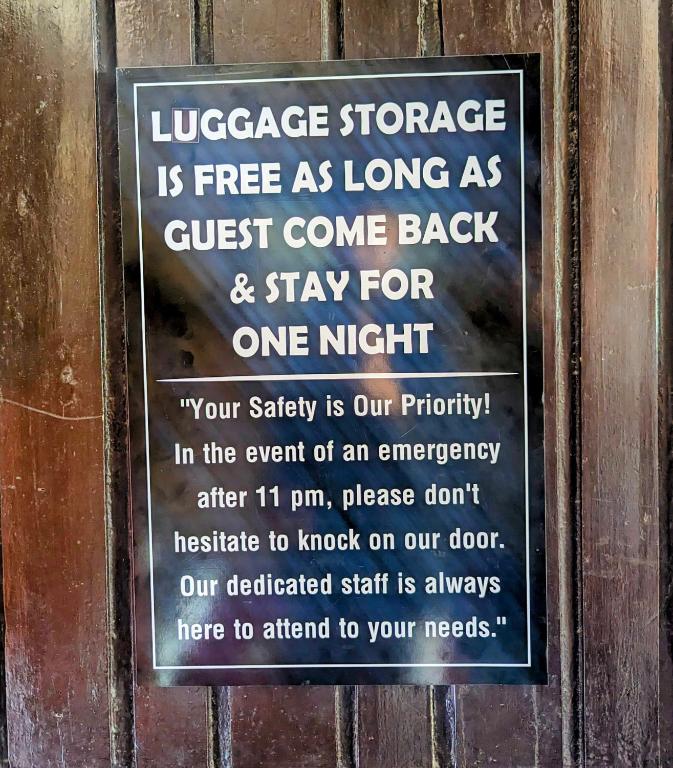 LUGGAGE STORAGE
IS FREE AS LONG AS
GUEST COME BACK
& STAY FOR
ONE NIGHT
"Your Safety is Our Priority!
In the event of an emergency
after 11 pm, please don't
hesitate to knock on our door.
Our dedicated staff is always
here to attend to your needs."